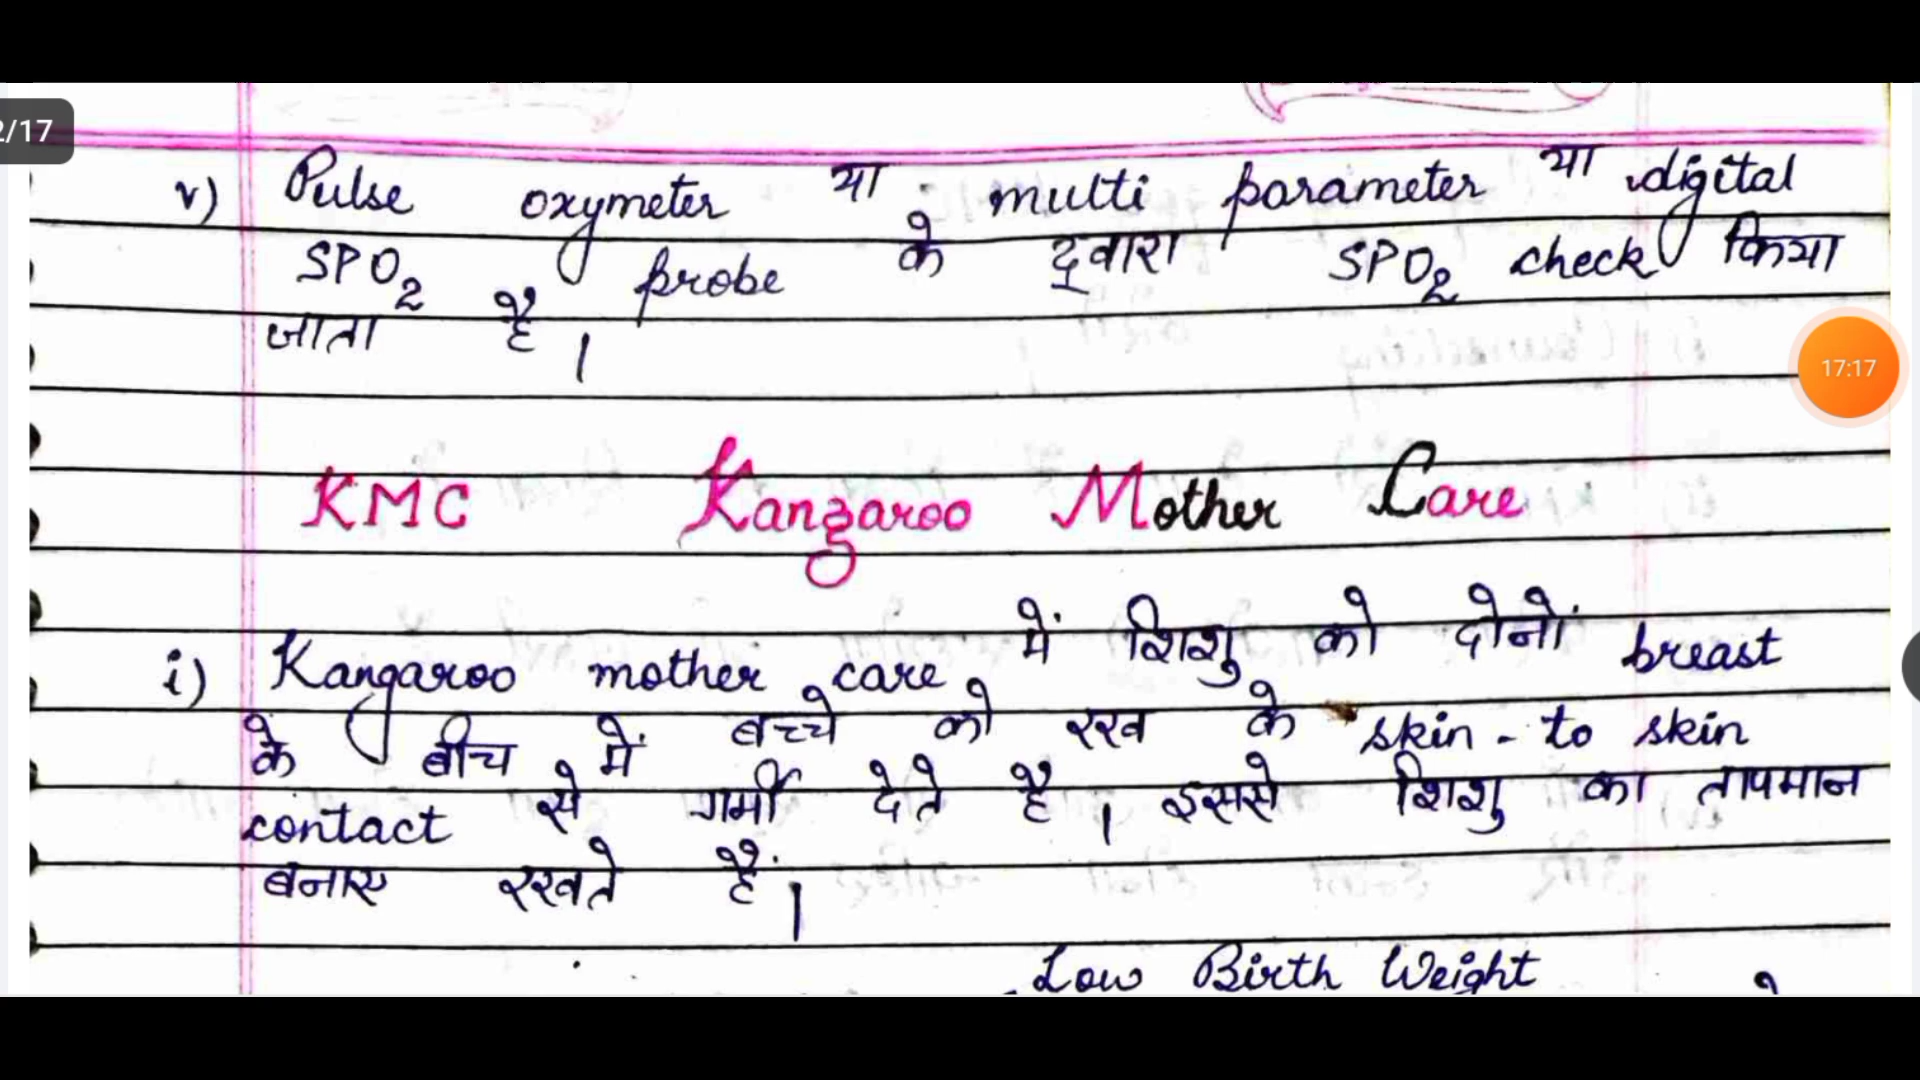 2/17
v) Pulse oxymeter या multi parameter या digital
SPO2 probe के द्वारा SPO2 check किया
जाता है।
17:17
KMC Kangaroo Mother Care
i) Kangaroo mother care में शिशु को दोनों breast
के बीच में बच्चे को रख के skin - to skin
contact से गर्मी देते है। इससे शिशु का तापमान
बनाए रखते हैं।
Low Birth Weight